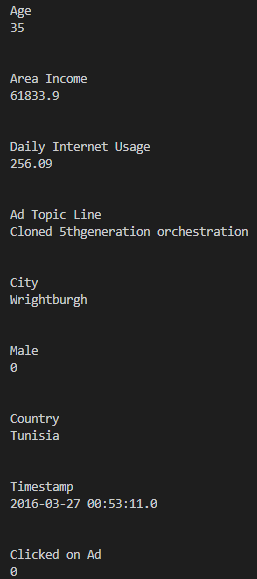 Age
35
Area Income
61833.9
Daily Internet Usage
256.09
Ad Topic Line
Cloned 5thgeneration orchestration
City
Wrightburgh
Male
0
Country
Tunisia
Timestamp
2016-03-27 00:53:11.0
Clicked on Ad
0